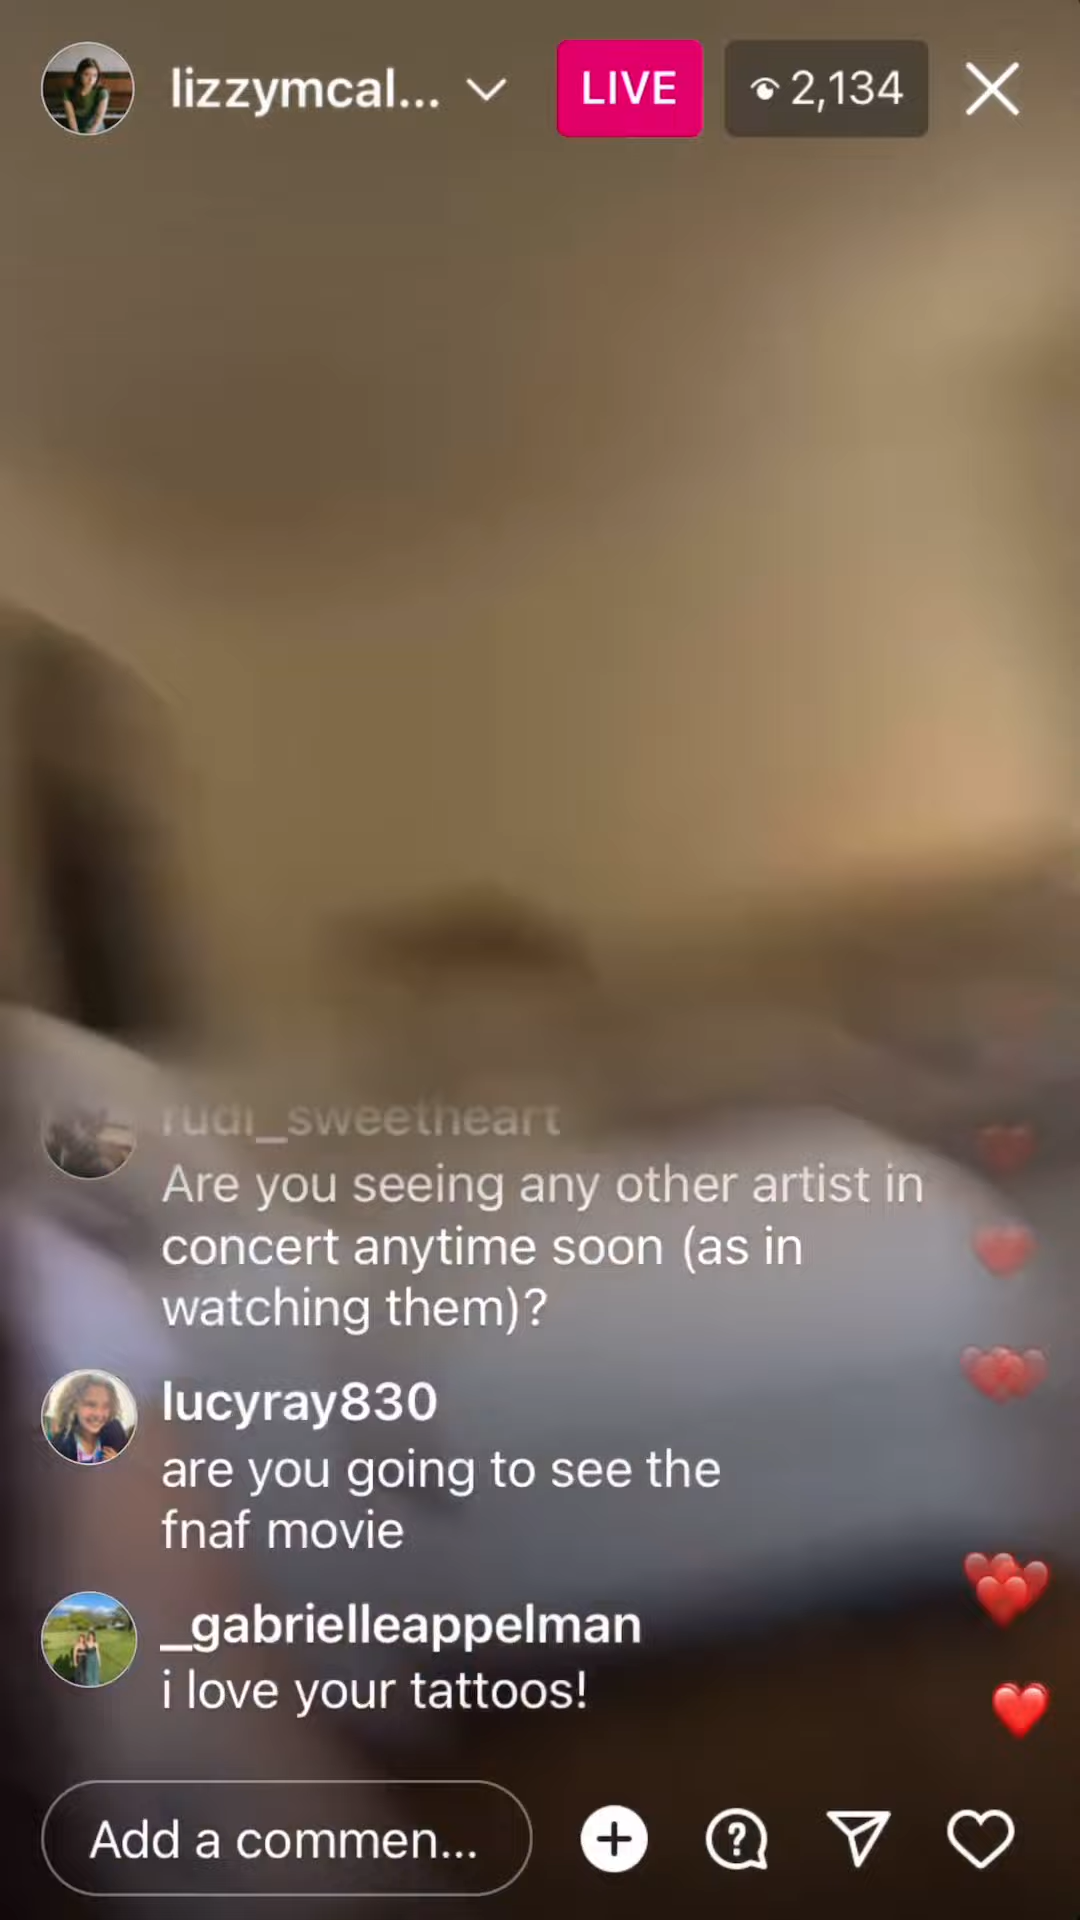 lizzymcal...
LIVE
2,134
rudi_sweetheart
Are you seeing any other artist in
concert anytime soon (as in
watching them)?
lucyray830
are you going to see the
fnaf movie
_gabrielleappelman
i love your tattoos!
Add a commen...